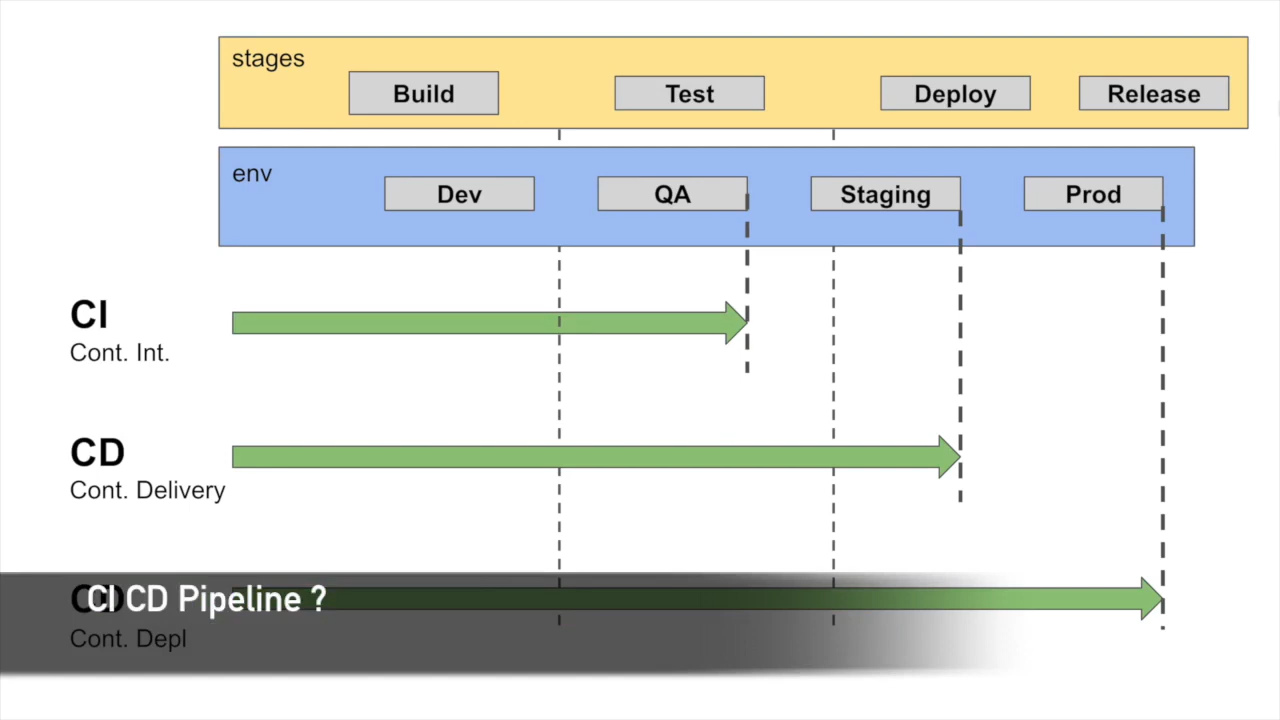 stages
Build
Test
Deploy
Release
env
Dev
QA
Staging
Prod
CI
Cont. Int.
CD
Cont. Delivery
CD
CI CD Pipeline ?
Cont. Depl